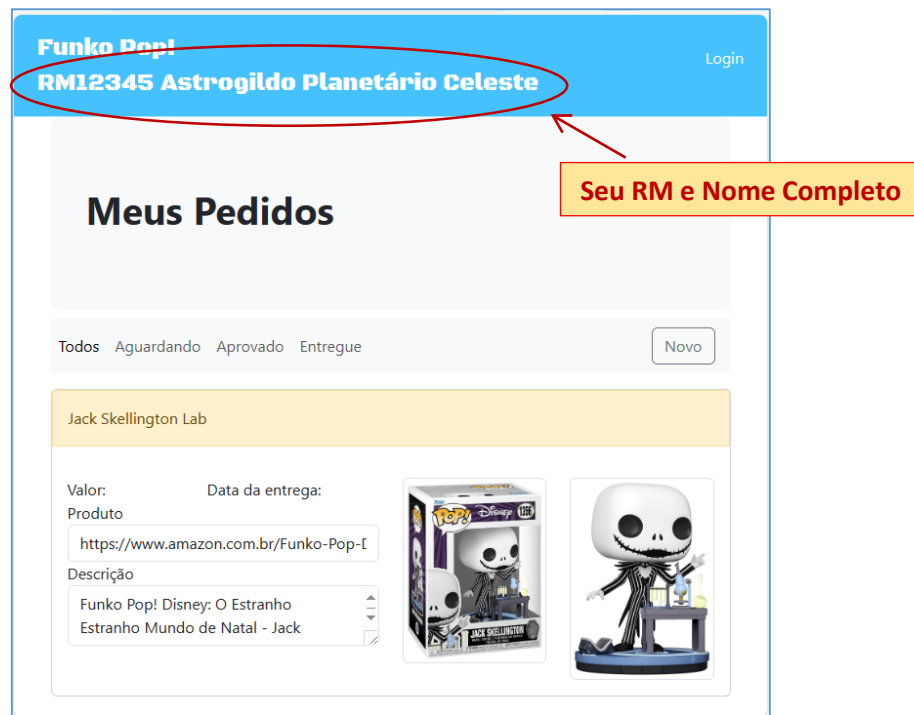 Funko Pop!
RM12345 Astrogildo Planetário Celeste
Login
Seu RM e Nome Completo
Meus Pedidos
Todos Aguardando Aprovado Entregue
Novo
Jack Skellington Lab
Valor:
Data da entrega:
Produto
https://www.amazon.com.br/Funko-Pop-D
Descrição
Funko Pop! Disney: O Estranho
Estranho Mundo de Natal - Jack
POP!
Disney
1356
JACK SKELLINGTON